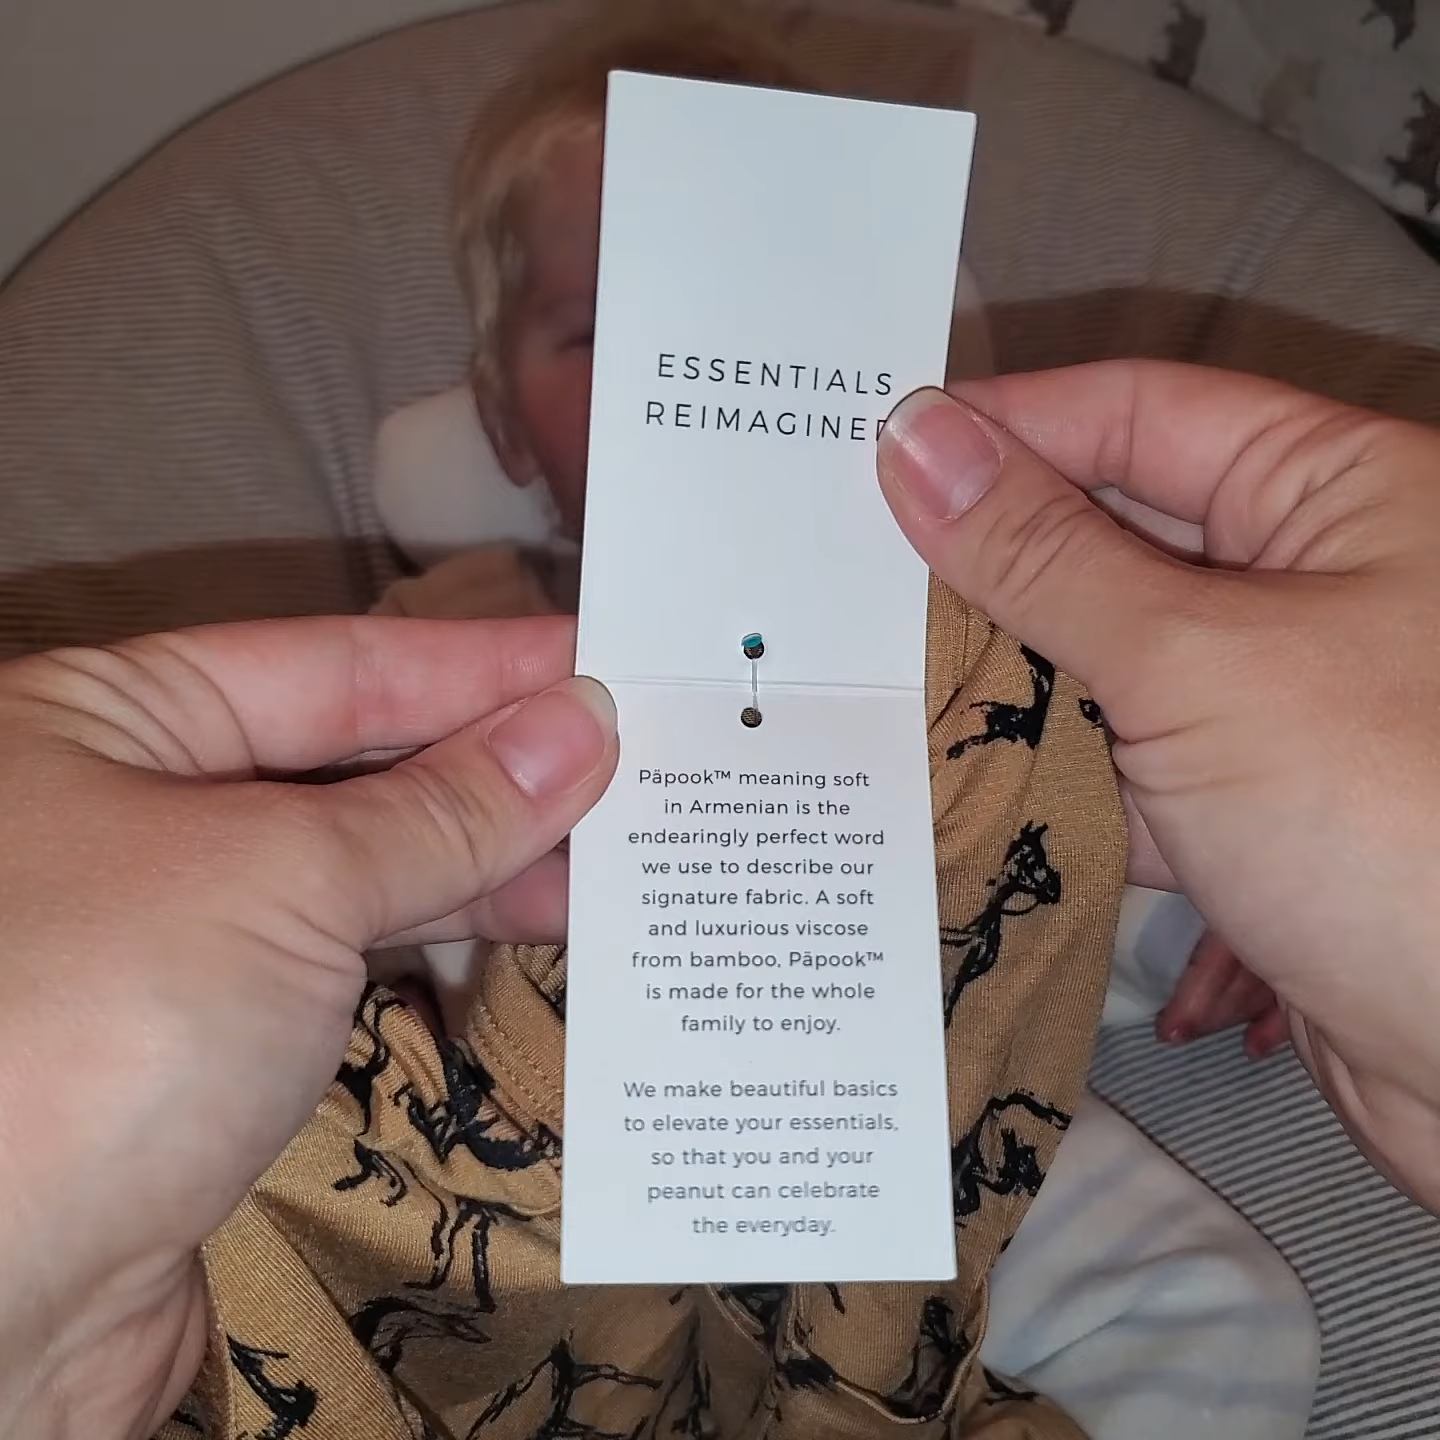 ESSENTIALS
REIMAGINE
Päpook™ meaning soft
in Armenian is the
endearingly perfect word
we use to describe our
signature fabric. A soft
and luxurious viscose
from bamboo, Päpook™
is made for the whole
family to enjoy.
We make beautiful basics
to elevate your essentials,
so that you and your
peanut can celebrate
the everyday.